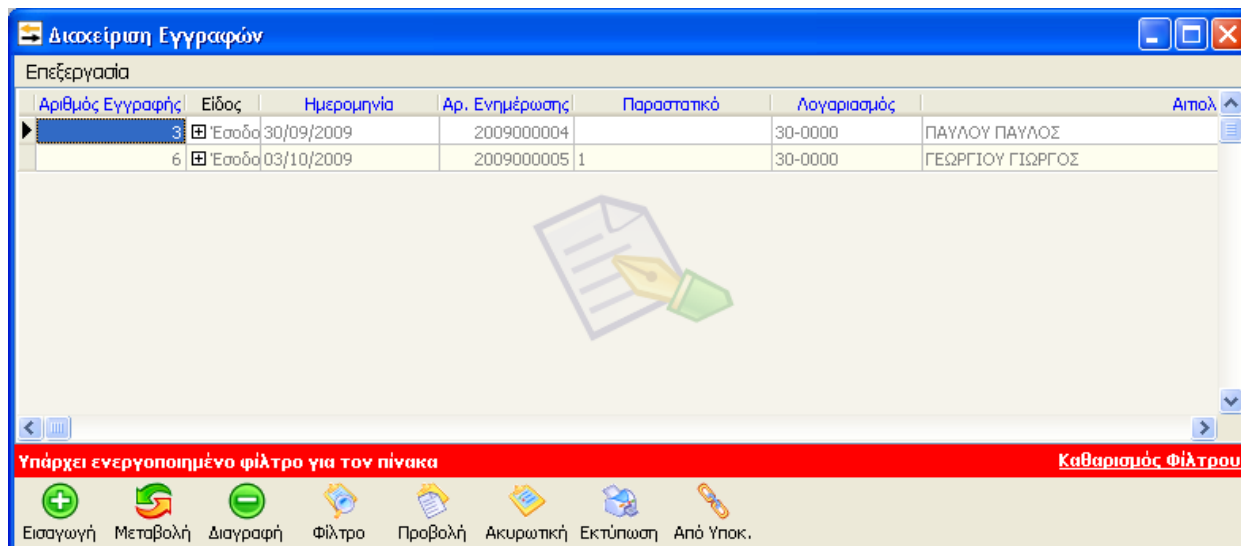 Διαχείριση Εγγραφών
Επεξεργασία
Αριθμός Εγγραφής Είδος Ημερομηνία Αρ. Ενημέρωσης Παραστατικό Λογαριασμός Αιτιολ
3 Έσοδο 30/09/2009 2009000004 30-0000 ΠΑΥΛΟΥ ΠΑΥΛΟΣ
6 Έσοδο 03/10/2009 2009000005 1 30-0000 ΓΕΩΡΓΙΟΥ ΓΙΩΡΓΟΣ
Υπάρχει ενεργοποιημένο φίλτρο για τον πίνακα Καθαρισμός Φίλτρου
Εισαγωγή Μεταβολή Διαγραφή Φίλτρο Προβολή Ακυρωτική Εκτύπωση Από Υποκ.